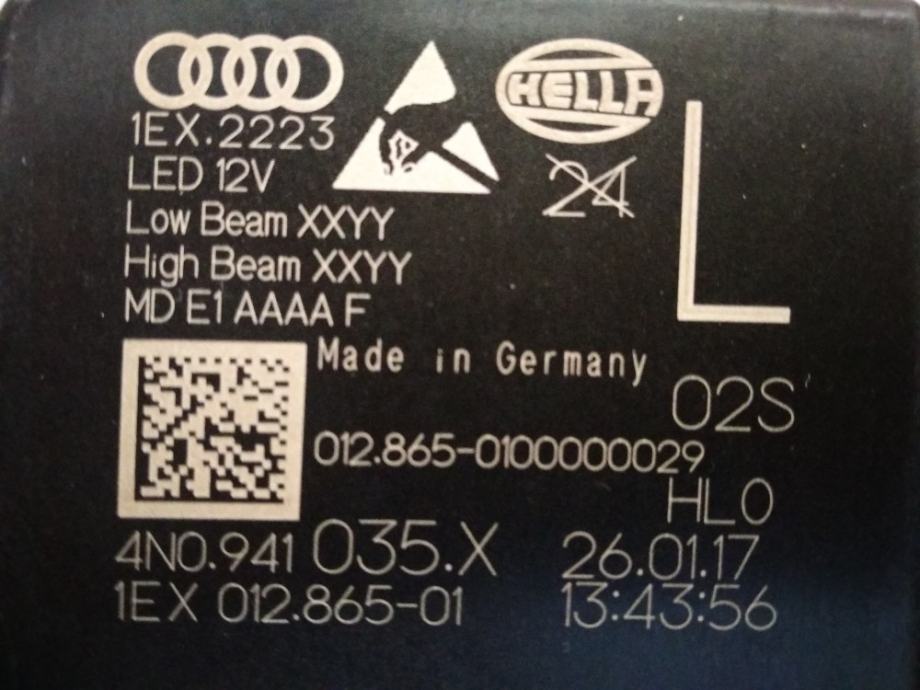 HELLA
1EX.2223
LED 12V
24
L
Low Beam XXYY
High Beam XXYY
MD E1 AAAA F
Made in Germany
02S
012.865-0100000029
HL0
4N0.941 035.X 26.01.17
1EX 012.865-01 13:43:56